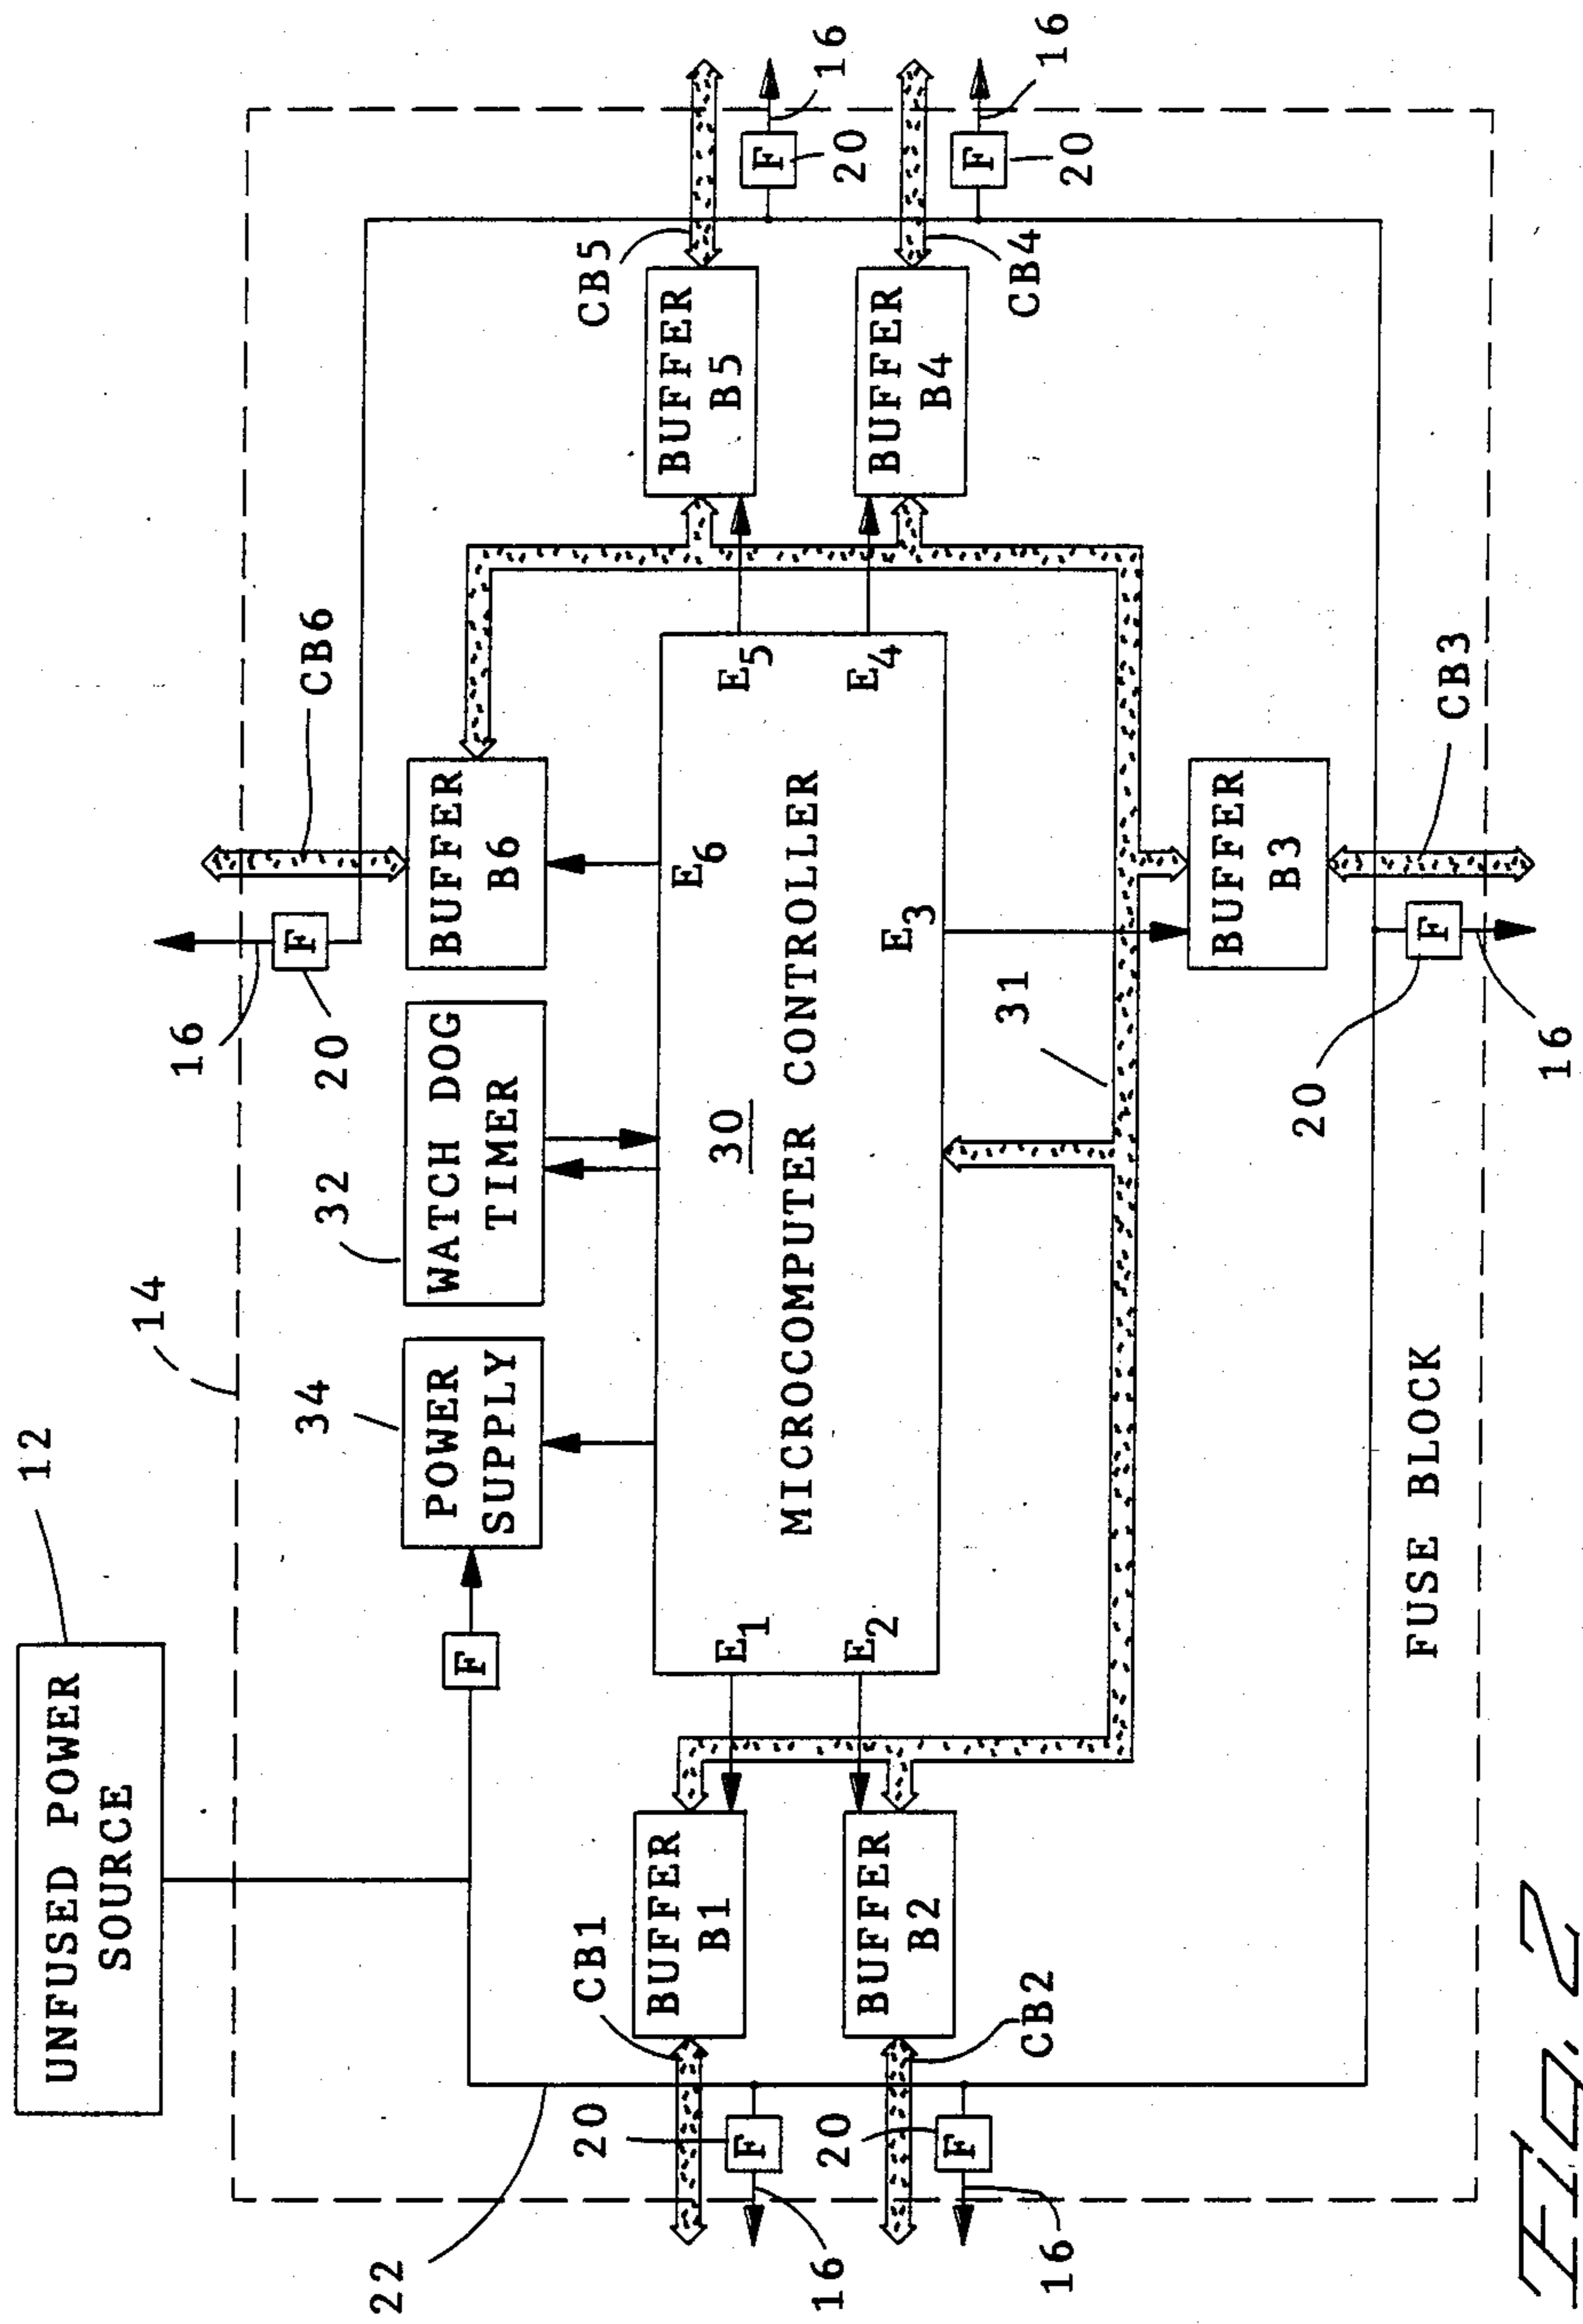 UNFUSED POWER
SOURCE
12
14
22
F
POWER
SUPPLY
34
WATCH DOG
TIMER
32
16
F
20
CB6
BUFFER
B6
CB1
BUFFER
B1
20
F
16
CB2
BUFFER
B2
20
F
16
E1
E2
E3
E4
E5
E6
30
MICROCOMPUTER CONTROLLER
31
CB5
BUFFER
B5
16
F
20
CB4
BUFFER
B4
16
F
20
BUFFER
B3
CB3
20
F
16
FUSE BLOCK
FIG. 2